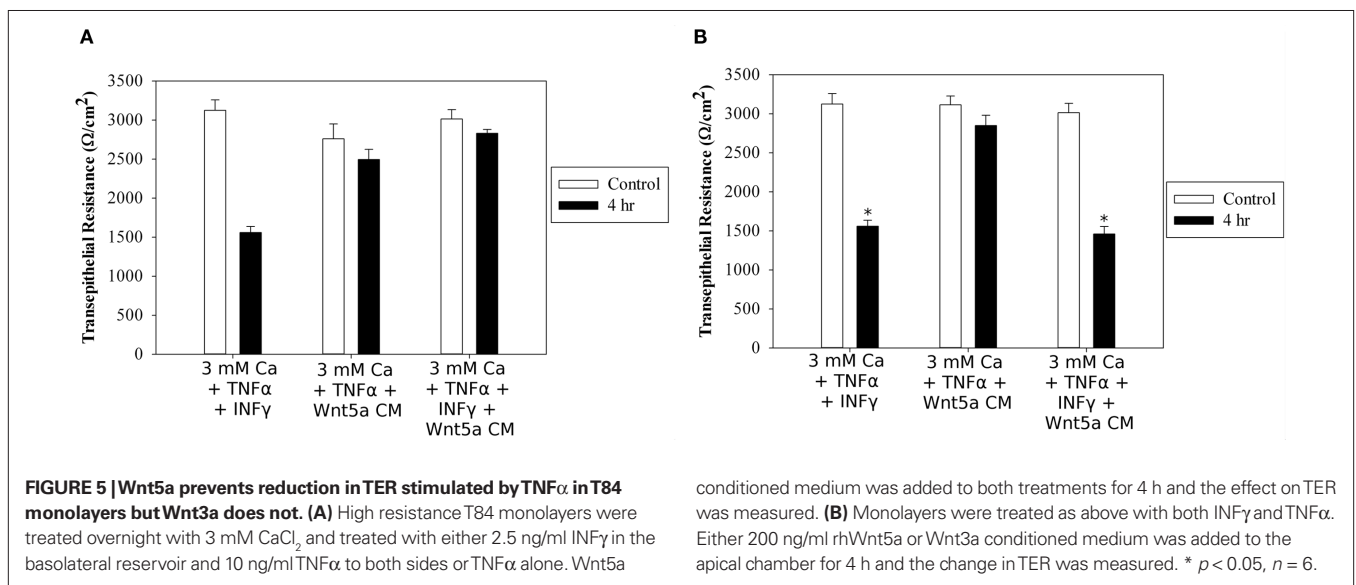 A
Transepithelial Resistance (Ω/cm²)
3500
3000
2500
2000
1500
1000
500
0
3 mM Ca
+ TNFα
+ INFγ
3 mM Ca
+ TNFα +
Wnt5a CM
3 mM Ca
+ TNFα +
INFγ +
Wnt5a CM
Control
4 hr
B
Transepithelial Resistance (Ω/cm²)
3500
3000
2500
2000
1500
1000
500
0
*
*
3 mM Ca
+ TNFα
+ INFγ
3 mM Ca
+ TNFα +
Wnt5a CM
3 mM Ca
+ TNFα +
INFγ +
Wnt5a CM
Control
4 hr
FIGURE 5 | Wnt5a prevents reduction in TER stimulated by TNFα in T84
monolayers but Wnt3a does not. (A) High resistance T84 monolayers were
treated overnight with 3 mM CaCl₂ and treated with either 2.5 ng/ml INFγ in the
basolateral reservoir and 10 ng/ml TNFα to both sides or TNFα alone. Wnt5a
conditioned medium was added to both treatments for 4 h and the effect on TER
was measured. (B) Monolayers were treated as above with both INFγ and TNFα.
Either 200 ng/ml rhWnt5a or Wnt3a conditioned medium was added to the
apical chamber for 4 h and the change in TER was measured. * p < 0.05, n = 6.